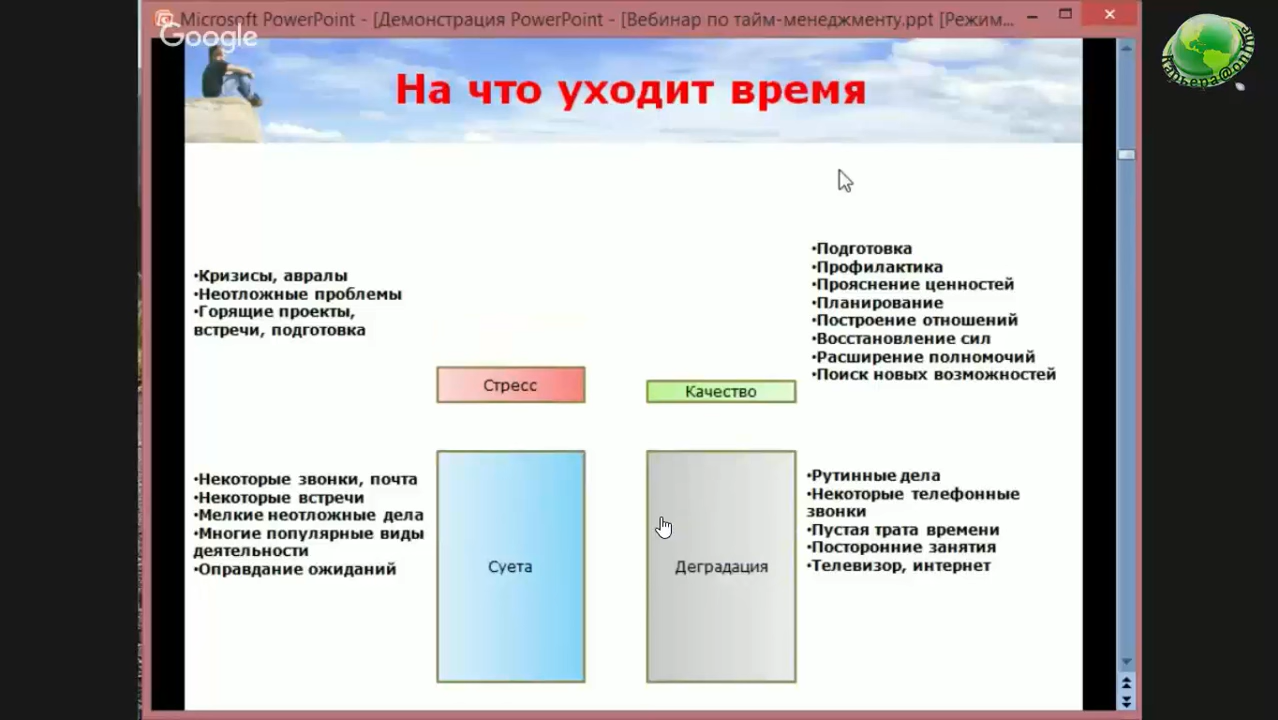 Microsoft PowerPoint - [Демонстрация PowerPoint - [Вебинар по тайм-менеджменту.ppt [Режим...
Google
карьера@online
На что уходит время
•Кризисы, авралы
•Неотложные проблемы
•Горящие проекты,
встречи, подготовка
•Подготовка
•Профилактика
•Прояснение ценностей
•Планирование
•Построение отношений
•Восстановление сил
•Расширение полномочий
•Поиск новых возможностей
Стресс
Качество
•Некоторые звонки, почта
•Некоторые встречи
•Мелкие неотложные дела
•Многие популярные виды
деятельности
•Оправдание ожиданий
Суета
Деградация
•Рутинные дела
•Некоторые телефонные
звонки
•Пустая трата времени
•Посторонние занятия
•Телевизор, интернет